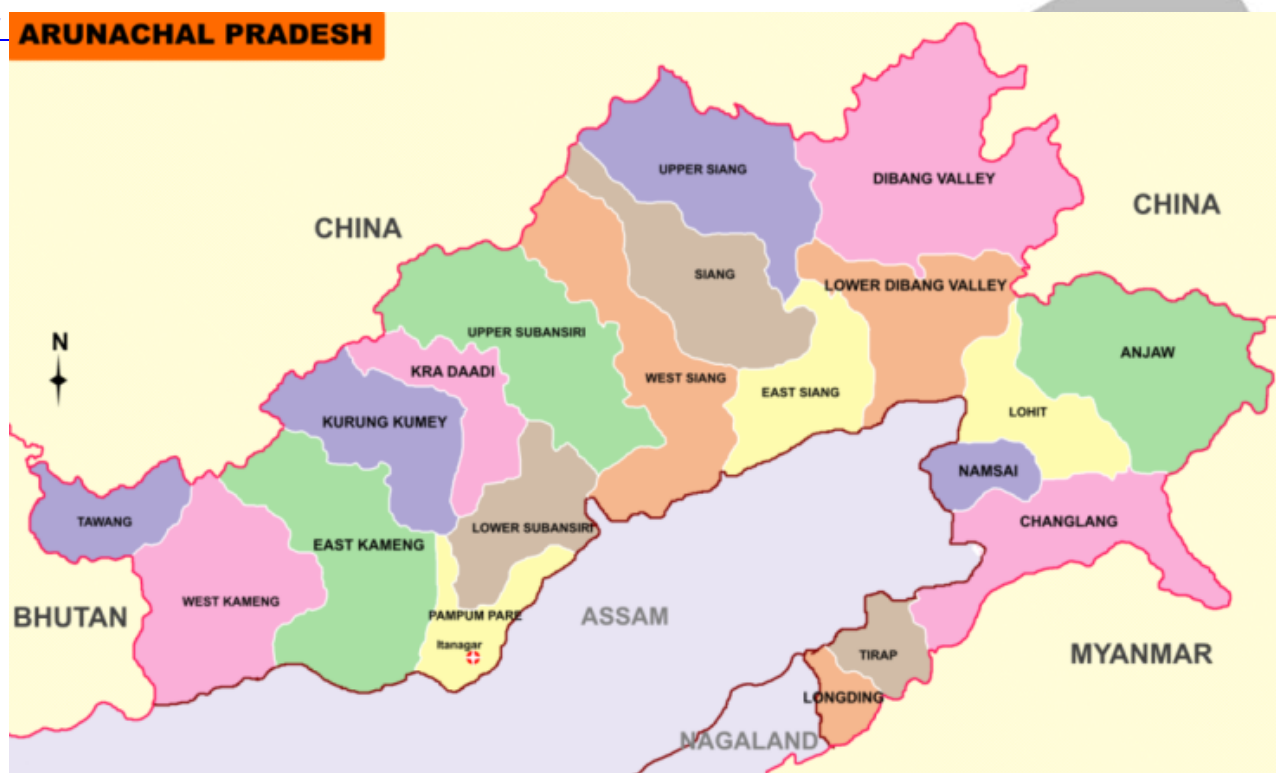 ARUNACHAL PRADESH
UPPER SIANG
DIBANG VALLEY
CHINA
CHINA
SIANG
LOWER DIBANG VALLEY
UPPER SUBANSIRI
N
ANJAW
KRA DAADI
WEST SIANG
EAST SIANG
LOHIT
KURUNG KUMEY
NAMSAI
TAWANG
CHANGLANG
LOWER SUBANSIRI
EAST KAMENG
WEST KAMENG
BHUTAN
PAMPUM PARE
ASSAM
Itanagar
TIRAP
MYANMAR
LONGDING
NAGALAND